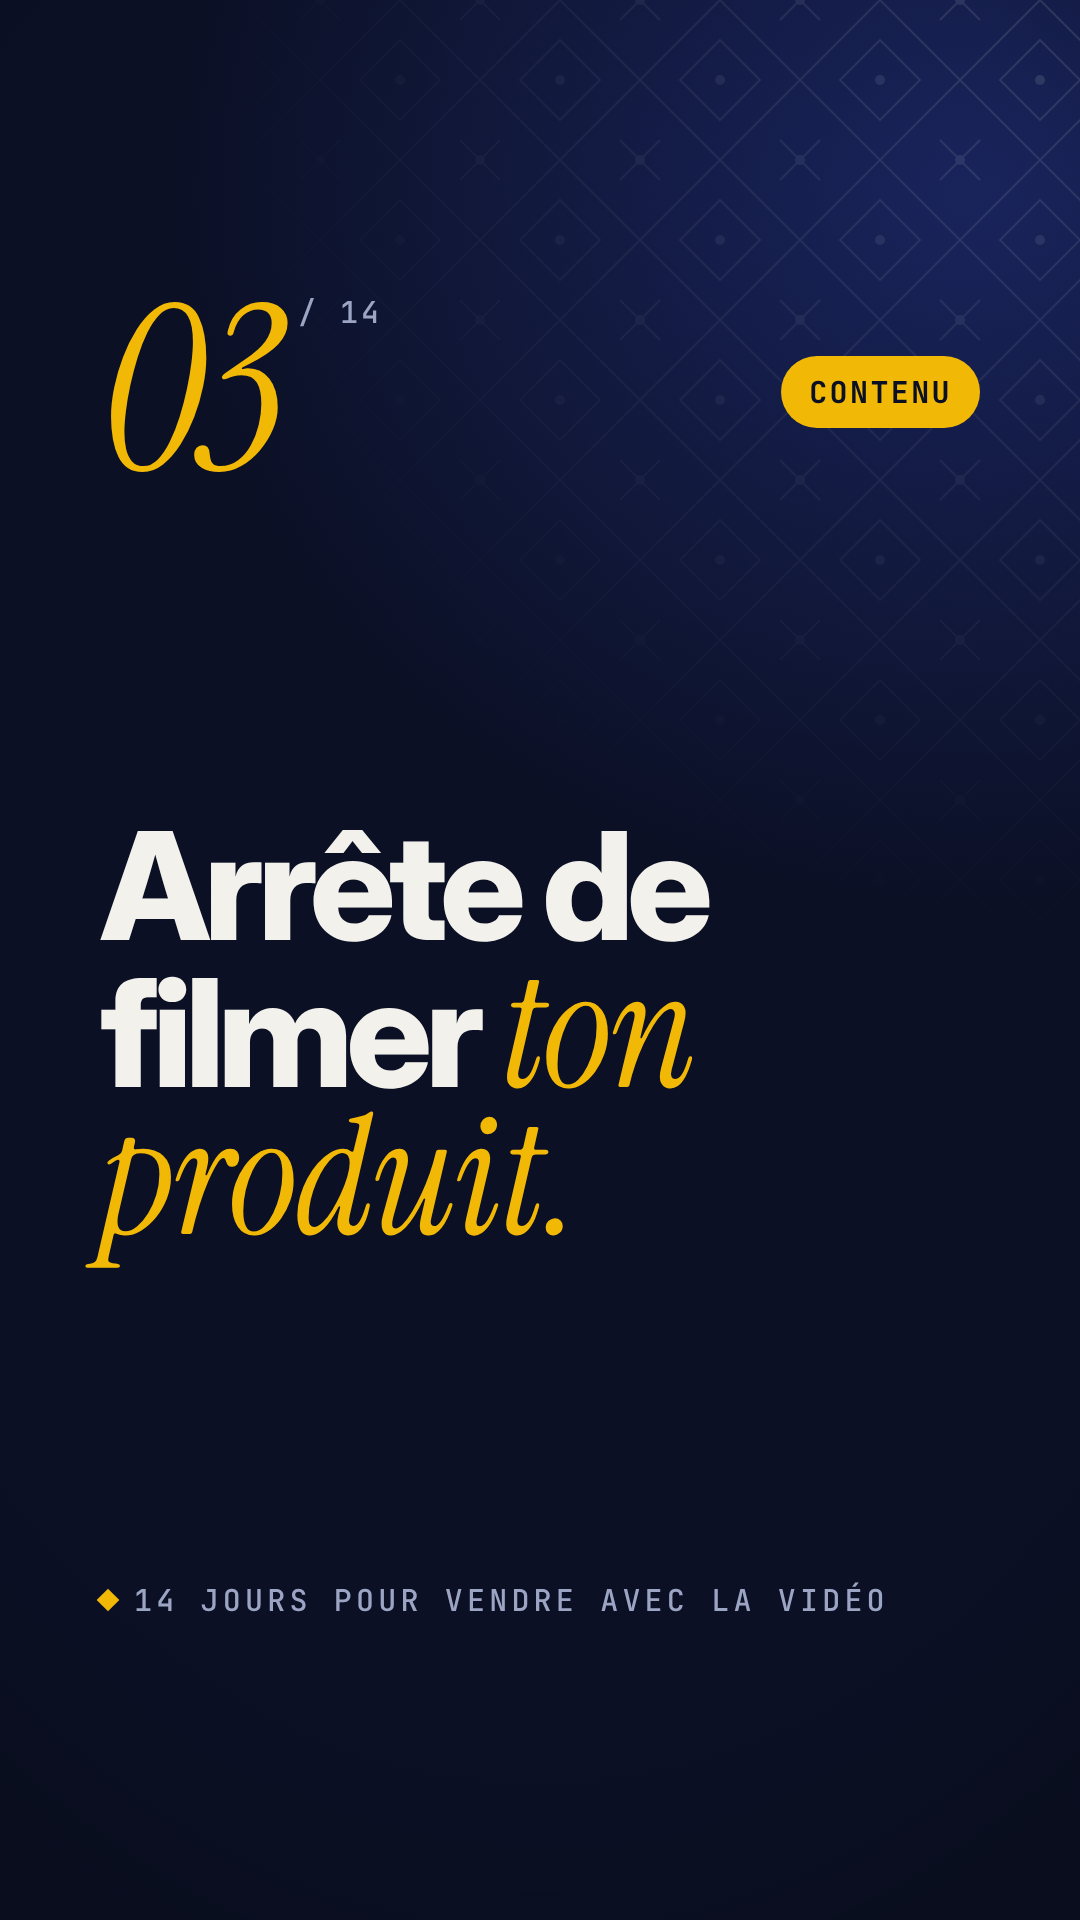 03 / 14
CONTENU
Arrête de
filmer ton
produit.
14 JOURS POUR VENDRE AVEC LA VIDÉO